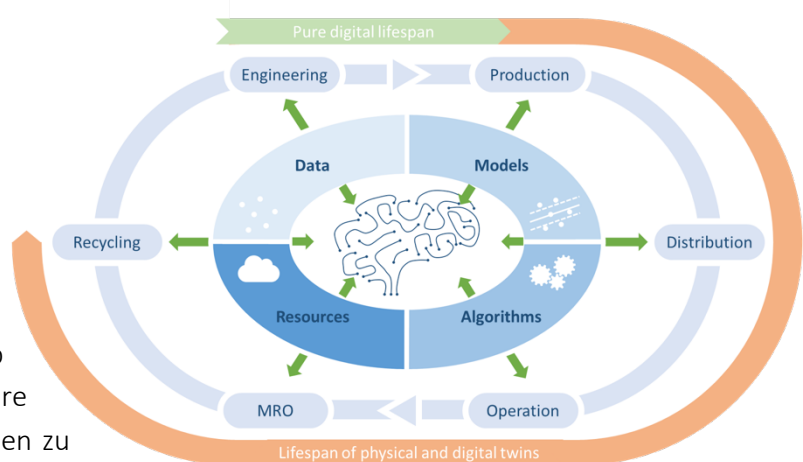 Pure digital lifespan
Engineering
Production
Data
Models
Recycling
Distribution
Resources
Algorithms
MRO
Operation
en zu
Lifespan of physical and digital twins